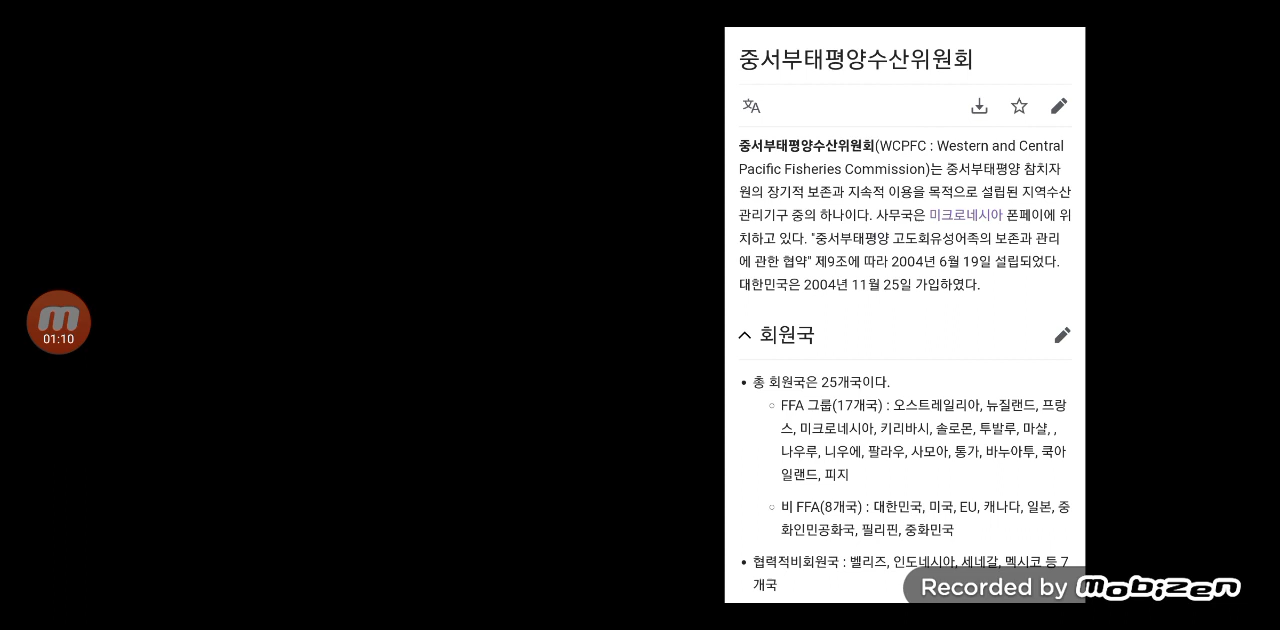 중서부태평양수산위원회
중서부태평양수산위원회(WCPFC : Western and Central
Pacific Fisheries Commission)는 중서부태평양 참치자
원의 장기적 보존과 지속적 이용을 목적으로 설립된 지역수산
관리기구 중의 하나이다. 사무국은 미크로네시아 폰페이에 위
치하고 있다. "중서부태평양 고도회유성어족의 보존과 관리
에 관한 협약" 제9조에 따라 2004년 6월 19일 설립되었다.
대한민국은 2004년 11월 25일 가입하였다.
01:10
회원국
총 회원국은 25개국이다.
FFA 그룹(17개국) : 오스트레일리아, 뉴질랜드, 프랑
스, 미크로네시아, 키리바시, 솔로몬, 투발루, 마샬, ,
나우루, 니우에, 팔라우, 사모아, 통가, 바누아투, 쿡아
일랜드, 피지
비 FFA(8개국) : 대한민국, 미국, EU, 캐나다, 일본, 중
화인민공화국, 필리핀, 중화민국
협력적비회원국 : 벨리즈, 인도네시아, 세네갈, 멕시코 등 7
개국
Recorded by mobizen